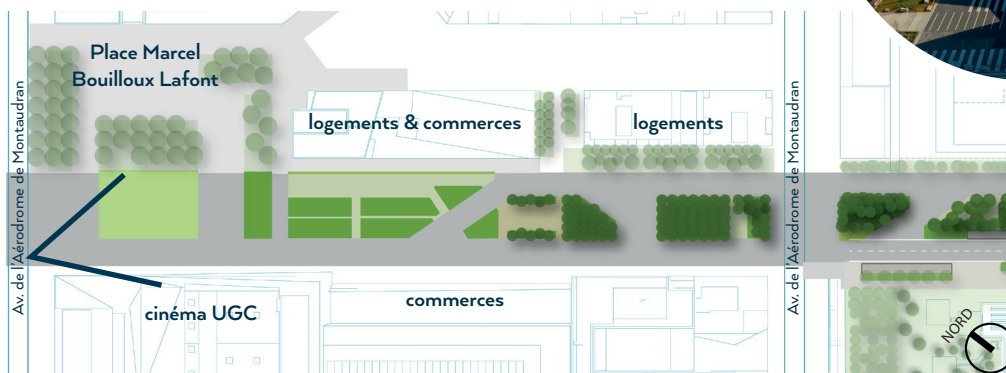 Place Marcel
Bouilloux Lafont
Av. de l'Aérodrome de Montaudran
logements & commerces
logements
Av. de l'Aérodrome de Montaudran
cinéma UGC
commerces
NORD